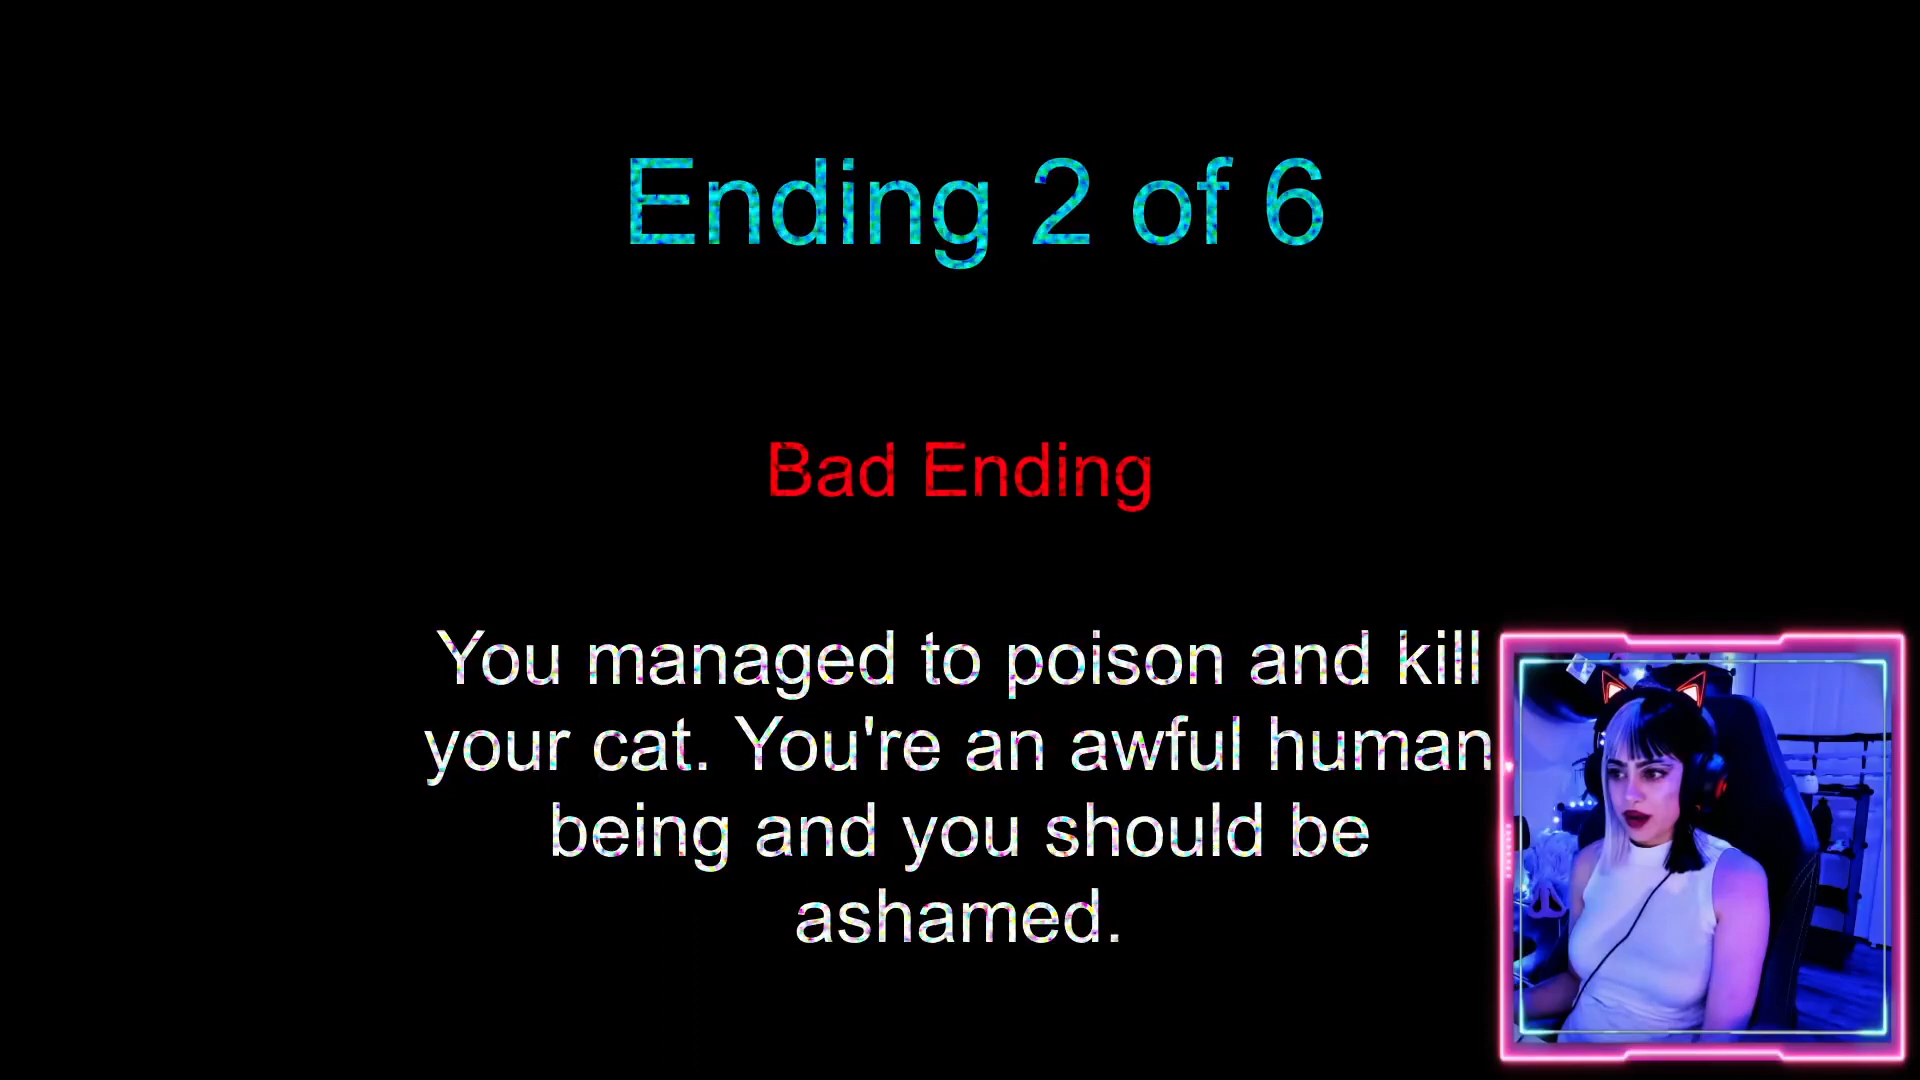 Ending 2 of 6
Bad Ending
You managed to poison and kill
your cat. You're an awful human
being and you should be
ashamed.